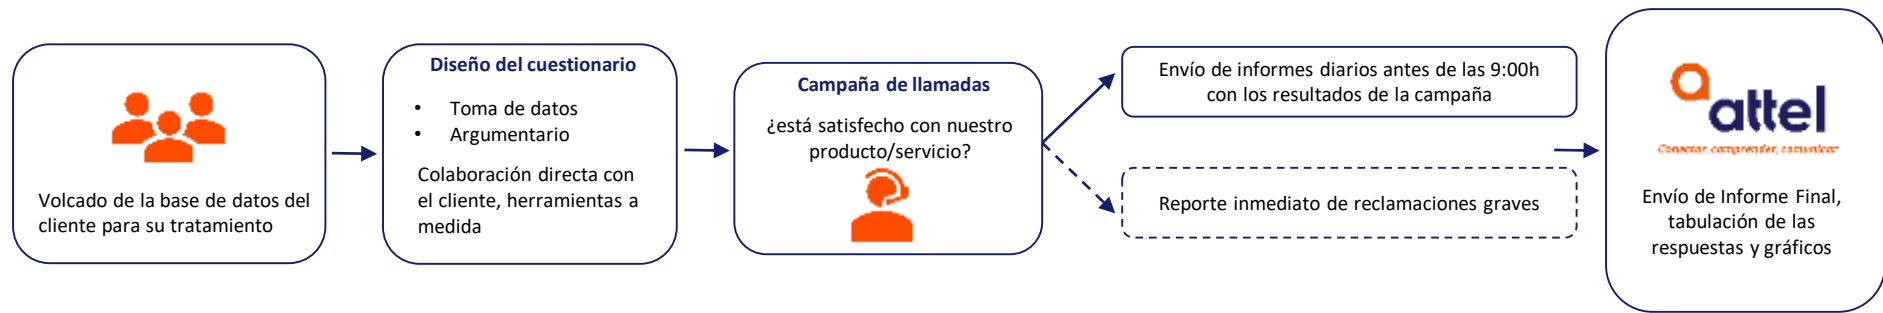 Volcado de la base de datos del
cliente para su tratamiento
Diseño del cuestionario
• Toma de datos
• Argumentario
Colaboración directa con
el cliente, herramientas a
medida
Campaña de llamadas
¿está satisfecho con nuestro
producto/servicio?
Envío de informes diarios antes de las 9:00h
con los resultados de la campaña
Reporte inmediato de reclamaciones graves
attel
Conectar, comprender, comunicar
Envío de Informe Final,
tabulación de las
respuestas y gráficos